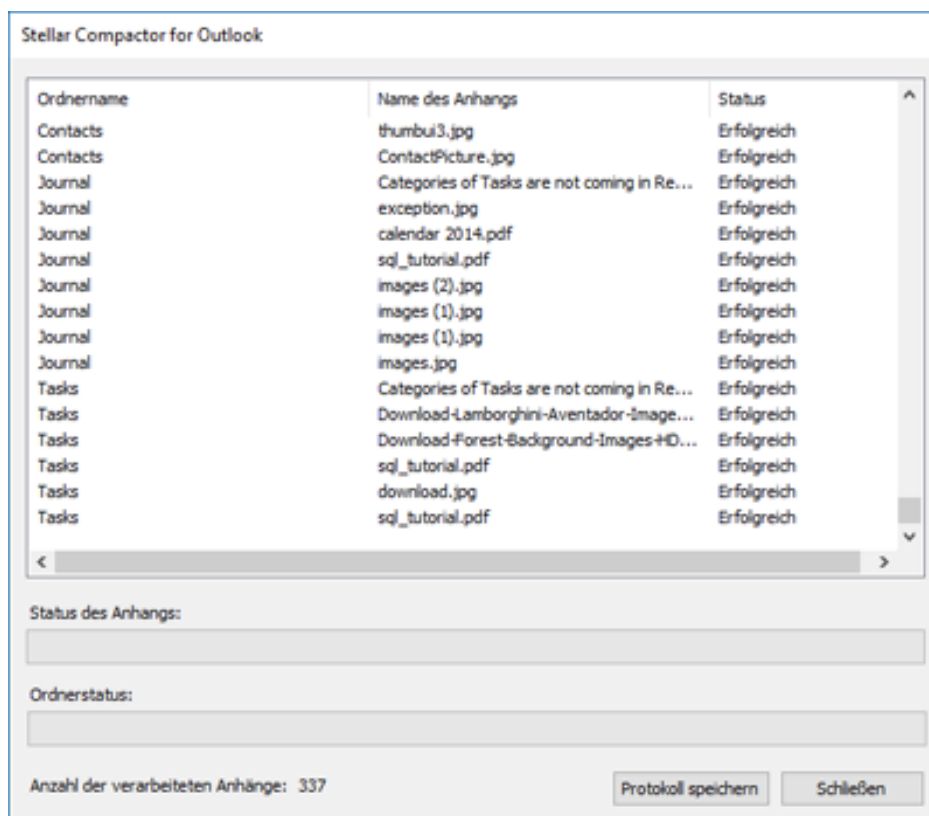 Stellar Compactor for Outlook
Ordnername Name des Anhangs Status
Contacts thumbui3.jpg Erfolgreich
Contacts ContactPicture.jpg Erfolgreich
Journal Categories of Tasks are not coming in Re... Erfolgreich
Journal exception.jpg Erfolgreich
Journal calendar 2014.pdf Erfolgreich
Journal sql_tutorial.pdf Erfolgreich
Journal images (2).jpg Erfolgreich
Journal images (1).jpg Erfolgreich
Journal images (1).jpg Erfolgreich
Journal images.jpg Erfolgreich
Tasks Categories of Tasks are not coming in Re... Erfolgreich
Tasks Download-Lamborghini-Aventador-Image... Erfolgreich
Tasks Download-Forest-Background-Images-HD... Erfolgreich
Tasks sql_tutorial.pdf Erfolgreich
Tasks download.jpg Erfolgreich
Tasks sql_tutorial.pdf Erfolgreich
Status des Anhangs:
Ordnerstatus:
Anzahl der verarbeiteten Anhänge: 337 Protokoll speichern Schließen